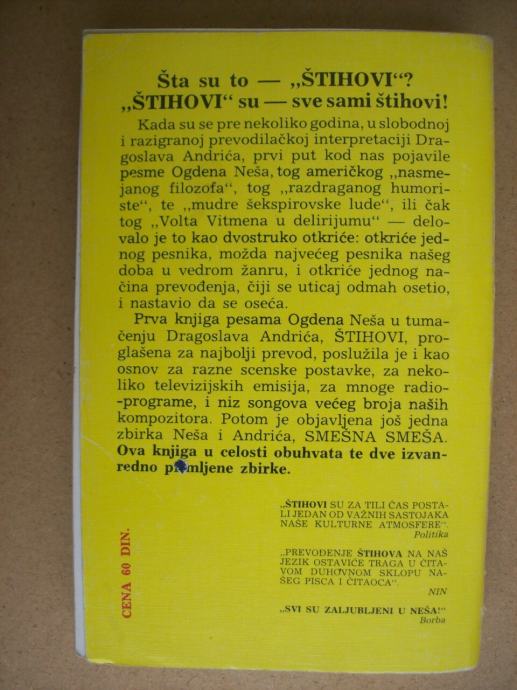 Šta su to — „ŠTIHOVI“?
„ŠTIHOVI“ su — sve sami štihovi!
Kada su se pre nekoliko godina, u slobodnoj
i razigranoj prevodilačkoj interpretaciji Dra-
goslava Andrića, prvi put kod nas pojavile
pesme Ogdena Neša, tog američkog „nasme-
janog filozofa“, tog „razdraganog humori-
ste“, te „mudre šekspirovske lude“, ili čak
tog „Volta Vitmena u delirijumu“ — delo-
valo je to kao dvostruko otkriće: otkriće jed-
nog pesnika, možda najvećeg pesnika našeg
doba u vedrom žanru, i otkriće jednog na-
čina prevođenja, čiji se uticaj odmah osetio,
i nastavio da se oseća.
Prva knjiga pesama Ogdena Neša u tuma-
čenju Dragoslava Andrića, ŠTIHOVI, pro-
glašena za najbolji prevod, poslužila je i kao
osnov za razne scenske postavke, za neko-
liko televizijskih emisija, za mnoge radio-
-programe, i niz songova većeg broja naših
kompozitora. Potom je objavljena još jedna
zbirka Neša i Andrića, SMEŠNA SMEŠA.
Ova knjiga u celosti obuhvata te dve izvan-
redno primljene zbirke.
„ŠTIHOVI SU ZA TILI ČAS POSTA-
LI JEDAN OD VAŽNIH SASTOJAKA
NAŠE KULTURNE ATMOSFERE“.
Politika
„PREVOĐENJE ŠTIHOVA NA NAŠ
JEZIK OSTAVIĆE TRAGA U ČITA-
VOM DUHOVNOM SKLOPU NA-
ŠEG PISCA I ČITAOCA“.
NIN
„SVI SU ZALJUBLJENI U NEŠA!“
Borba
CENA 60 DIN.